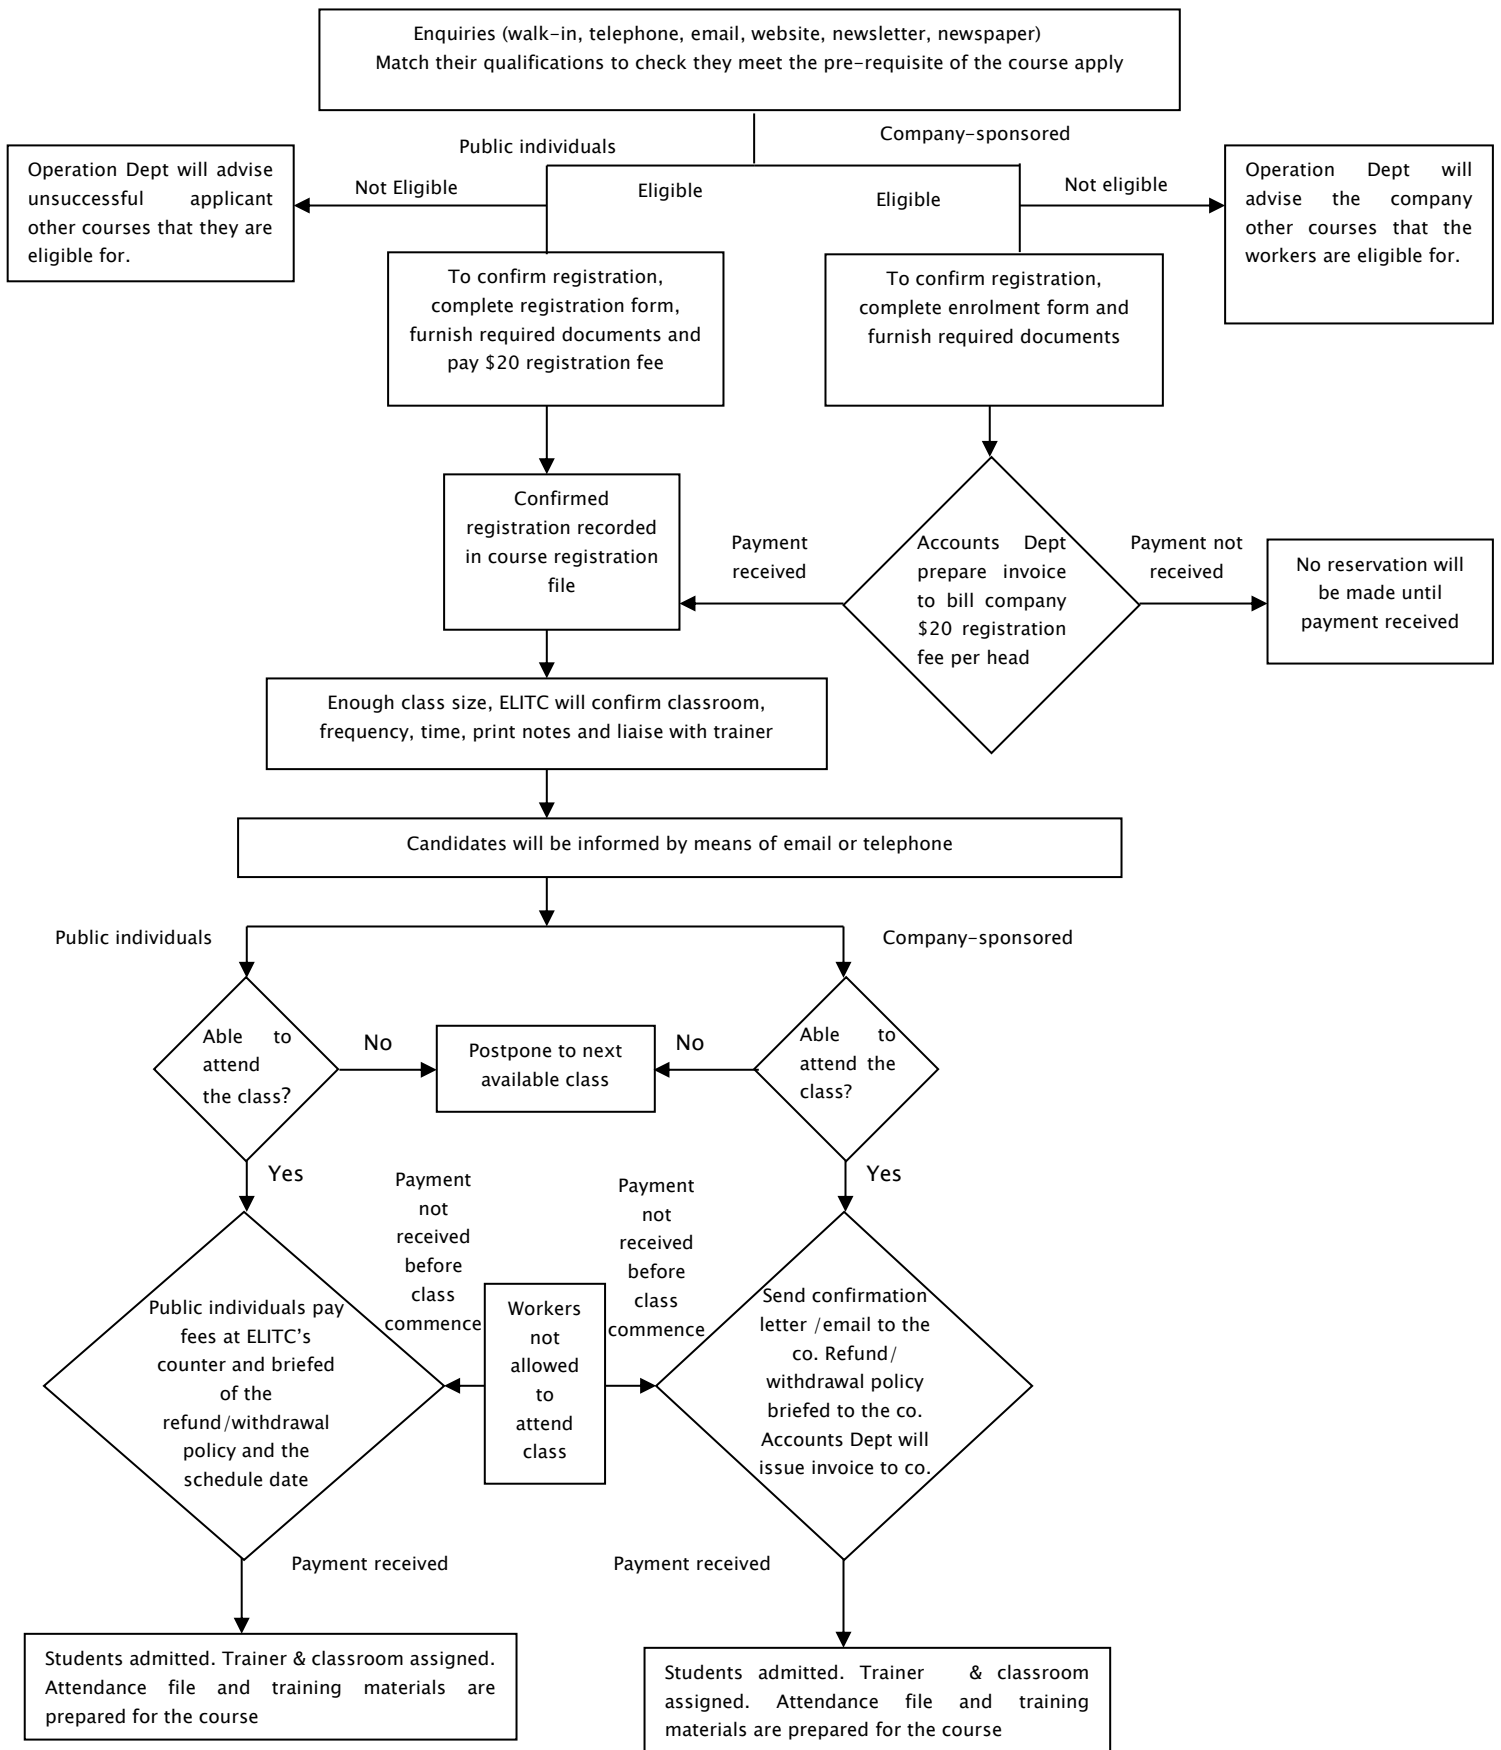 Enquiries (walk-in, telephone, email, website, newsletter, newspaper)
Match their qualifications to check they meet the pre-requisite of the course apply
Public individuals
Company-sponsored
Operation Dept will advise
unsuccessful applicant
other courses that they are
eligible for.
Not Eligible
Eligible
Eligible
Not eligible
Operation Dept will
advise the company
other courses that the
workers are eligible for.
To confirm registration,
complete registration form,
furnish required documents and
pay $20 registration fee
To confirm registration,
complete enrolment form and
furnish required documents
Confirmed
registration recorded
in course registration
file
Payment
received
Accounts Dept
prepare invoice
to bill company
$20 registration
fee per head
Payment not
received
No reservation will
be made until
payment received
Enough class size, ELITC will confirm classroom,
frequency, time, print notes and liaise with trainer
Candidates will be informed by means of email or telephone
Public individuals
Company-sponsored
Able to
attend
the class?
No
Postpone to next
available class
No
Able to
attend the
class?
Yes
Yes
Payment
not
received
before
class
commence
Payment
not
received
before
class
commence
Public individuals pay
fees at ELITC’s
counter and briefed
of the
refund/withdrawal
policy and the
schedule date
Workers
not
allowed
to
attend
class
Send confirmation
letter /email to the
co. Refund/
withdrawal policy
briefed to the co.
Accounts Dept will
issue invoice to co.
Payment received
Payment received
Students admitted. Trainer & classroom assigned.
Attendance file and training materials are
prepared for the course
Students admitted. Trainer & classroom
assigned. Attendance file and training
materials are prepared for the course